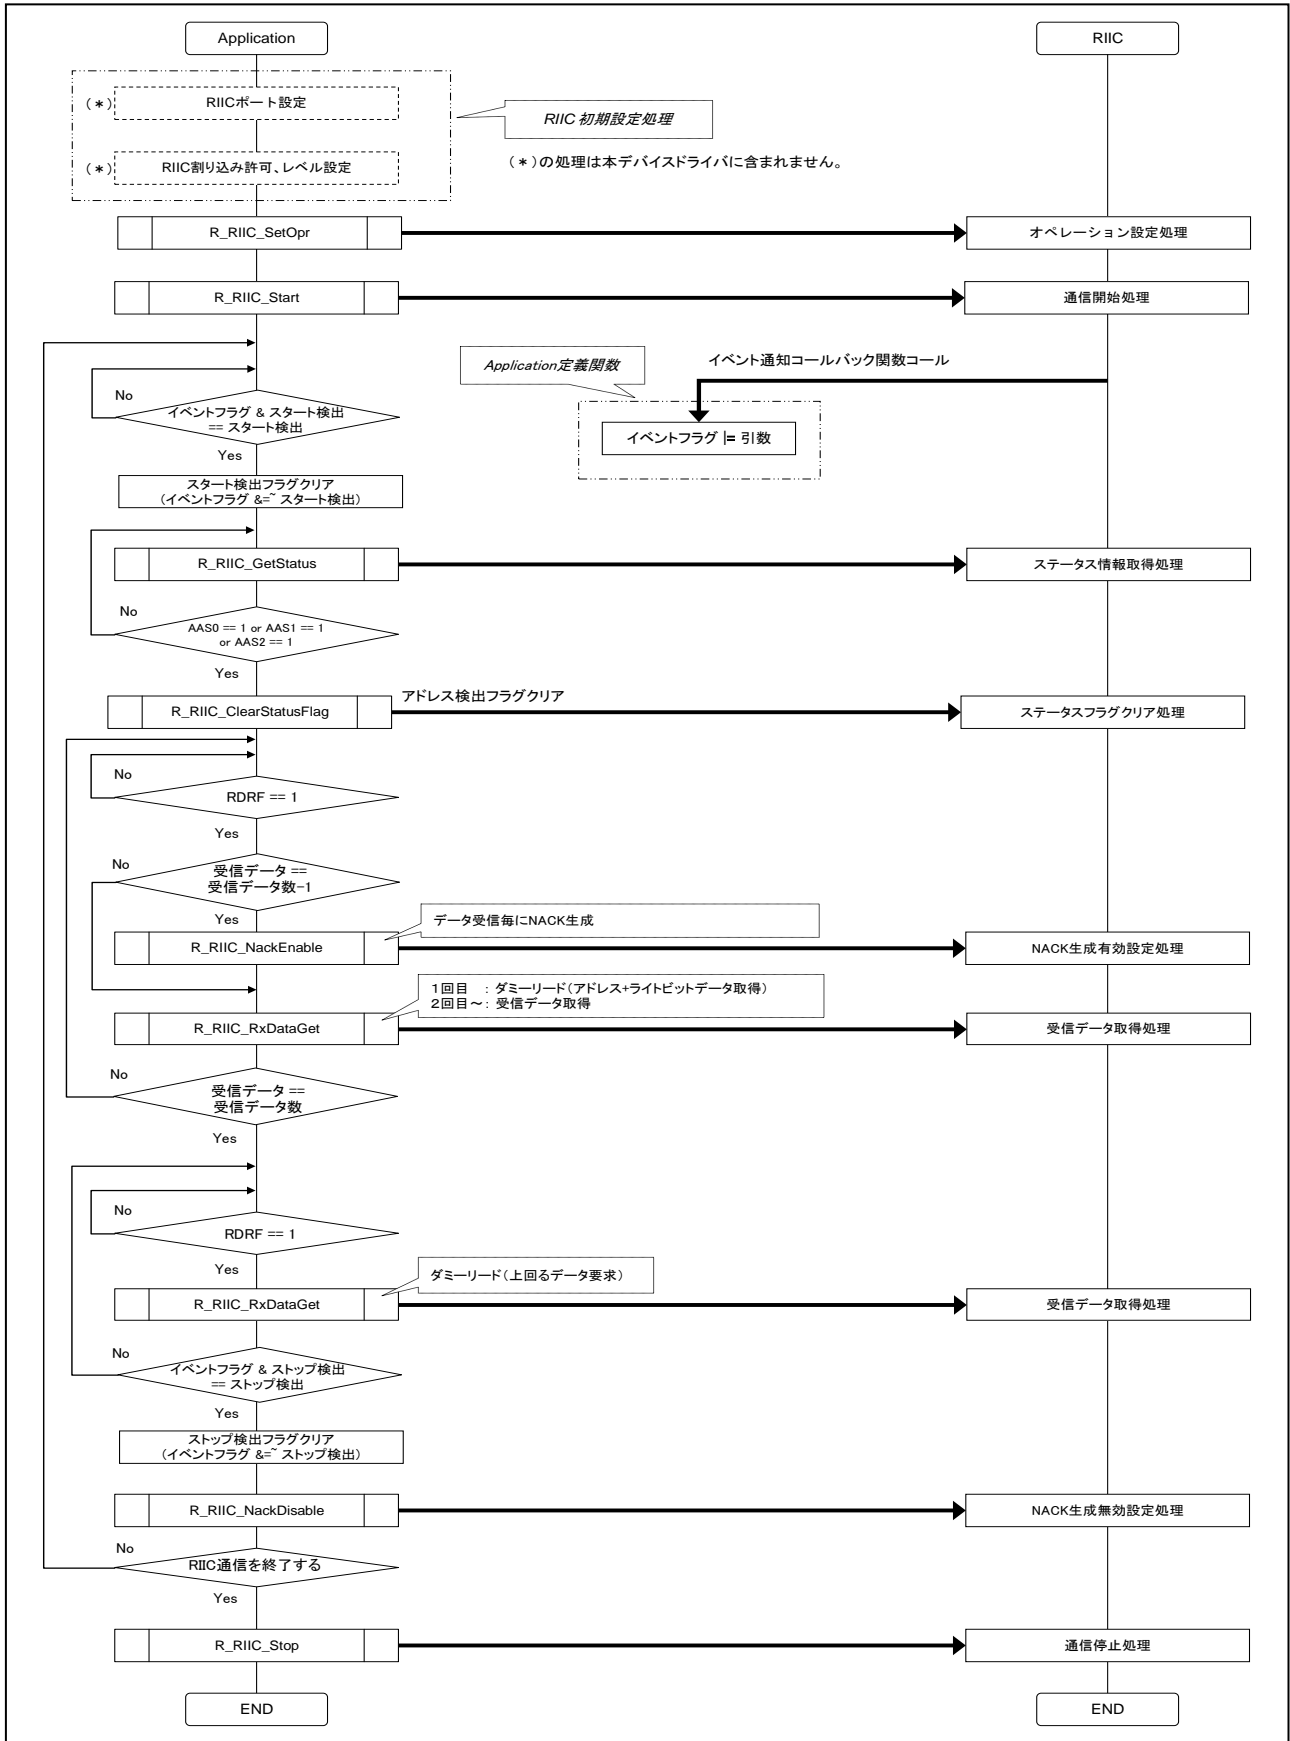 Application
RIIC
(*)
RIICポート設定
RIIC 初期設定処理
(*)の処理は本デバイスドライバに含まれません。
(*)
RIIC割り込み許可、レベル設定
R_RIIC_SetOpr
オペレーション設定処理
R_RIIC_Start
通信開始処理
Application定義関数
イベント通知コールバック関数コール
No
イベントフラグ & スタート検出
== スタート検出
イベントフラグ |= 引数
Yes
スタート検出フラグクリア
(イベントフラグ &=~ スタート検出)
R_RIIC_GetStatus
ステータス情報取得処理
No
AAS0 == 1 or AAS1 == 1
or AAS2 == 1
Yes
R_RIIC_ClearStatusFlag
アドレス検出フラグクリア
ステータスフラグクリア処理
No
RDRF == 1
Yes
No
受信データ ==
受信データ数-1
Yes
データ受信毎にNACK生成
R_RIIC_NackEnable
NACK生成有効設定処理
1回目 : ダミーリード(アドレス+ライトビットデータ取得)
2回目~: 受信データ取得
R_RIIC_RxDataGet
受信データ取得処理
No
受信データ ==
受信データ数
Yes
No
RDRF == 1
Yes
ダミーリード(上回るデータ要求)
R_RIIC_RxDataGet
受信データ取得処理
No
イベントフラグ & ストップ検出
== ストップ検出
Yes
ストップ検出フラグクリア
(イベントフラグ &=~ ストップ検出)
R_RIIC_NackDisable
NACK生成無効設定処理
No
RIIC通信を終了する
Yes
R_RIIC_Stop
通信停止処理
END
END